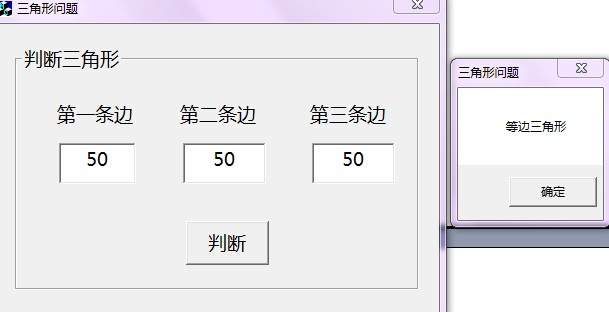 三角形问题
判断三角形
第一条边 第二条边 第三条边
50 50 50
判断
三角形问题
等边三角形
确定